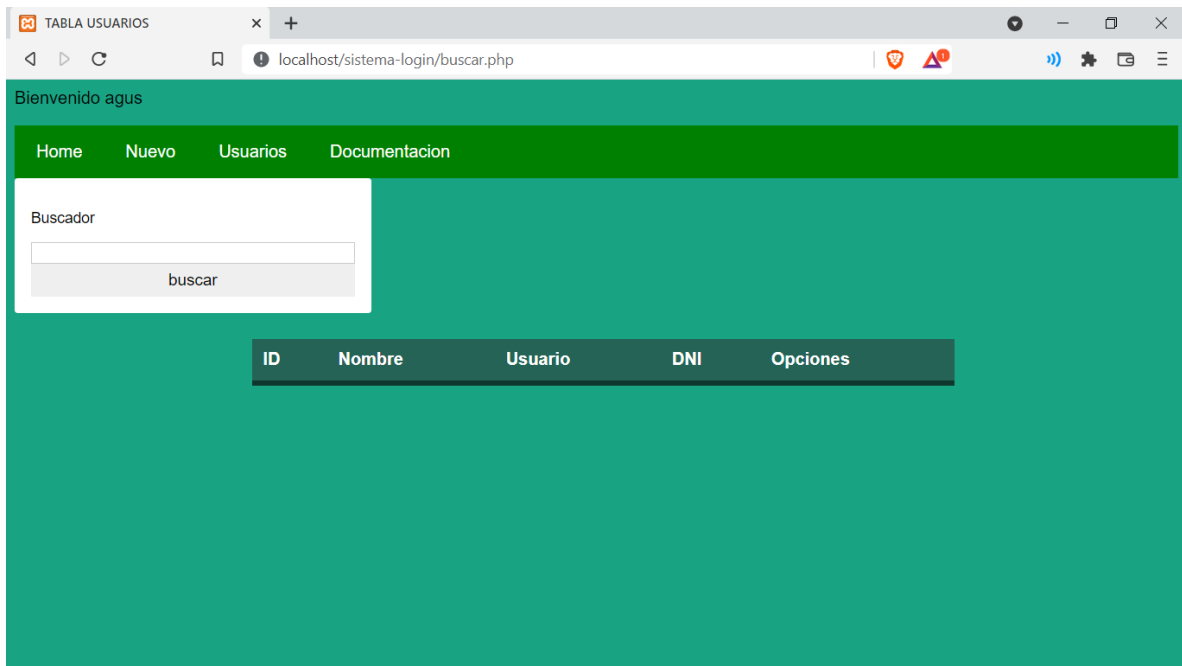 TABLA USUARIOS
localhost/sistema-login/buscar.php
1
Bienvenido agus
Home Nuevo Usuarios Documentacion
Buscador
buscar
ID Nombre Usuario DNI Opciones